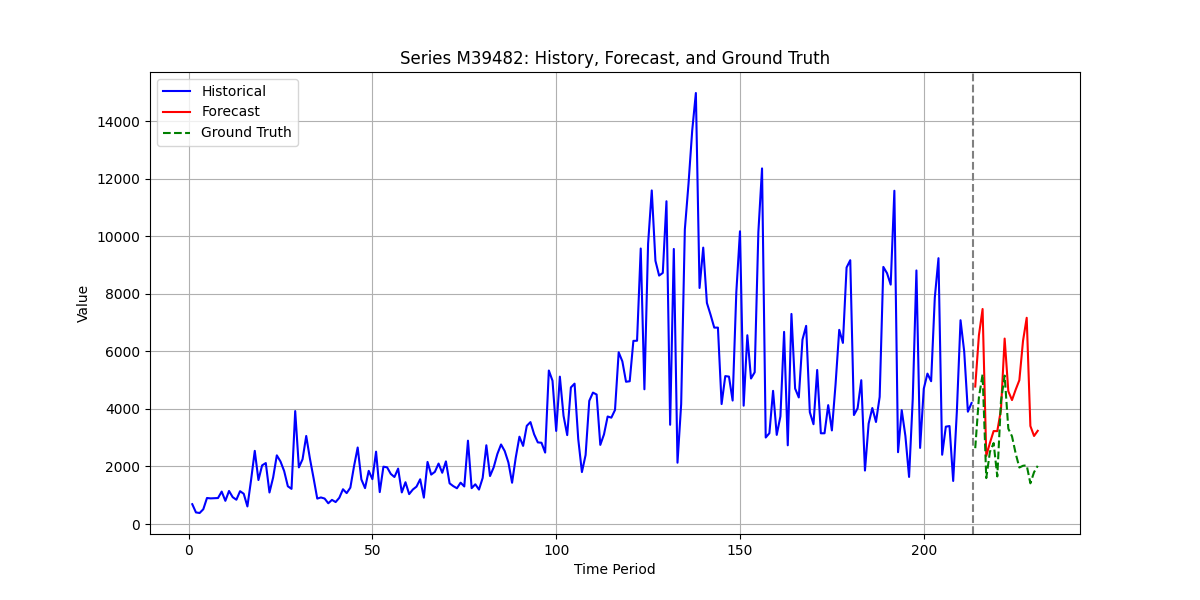 Series M39482: History, Forecast, and Ground Truth
Historical
Forecast
Ground Truth
14000
12000
10000
8000
6000
4000
2000
0
Value
0
50
100
150
200
Time Period